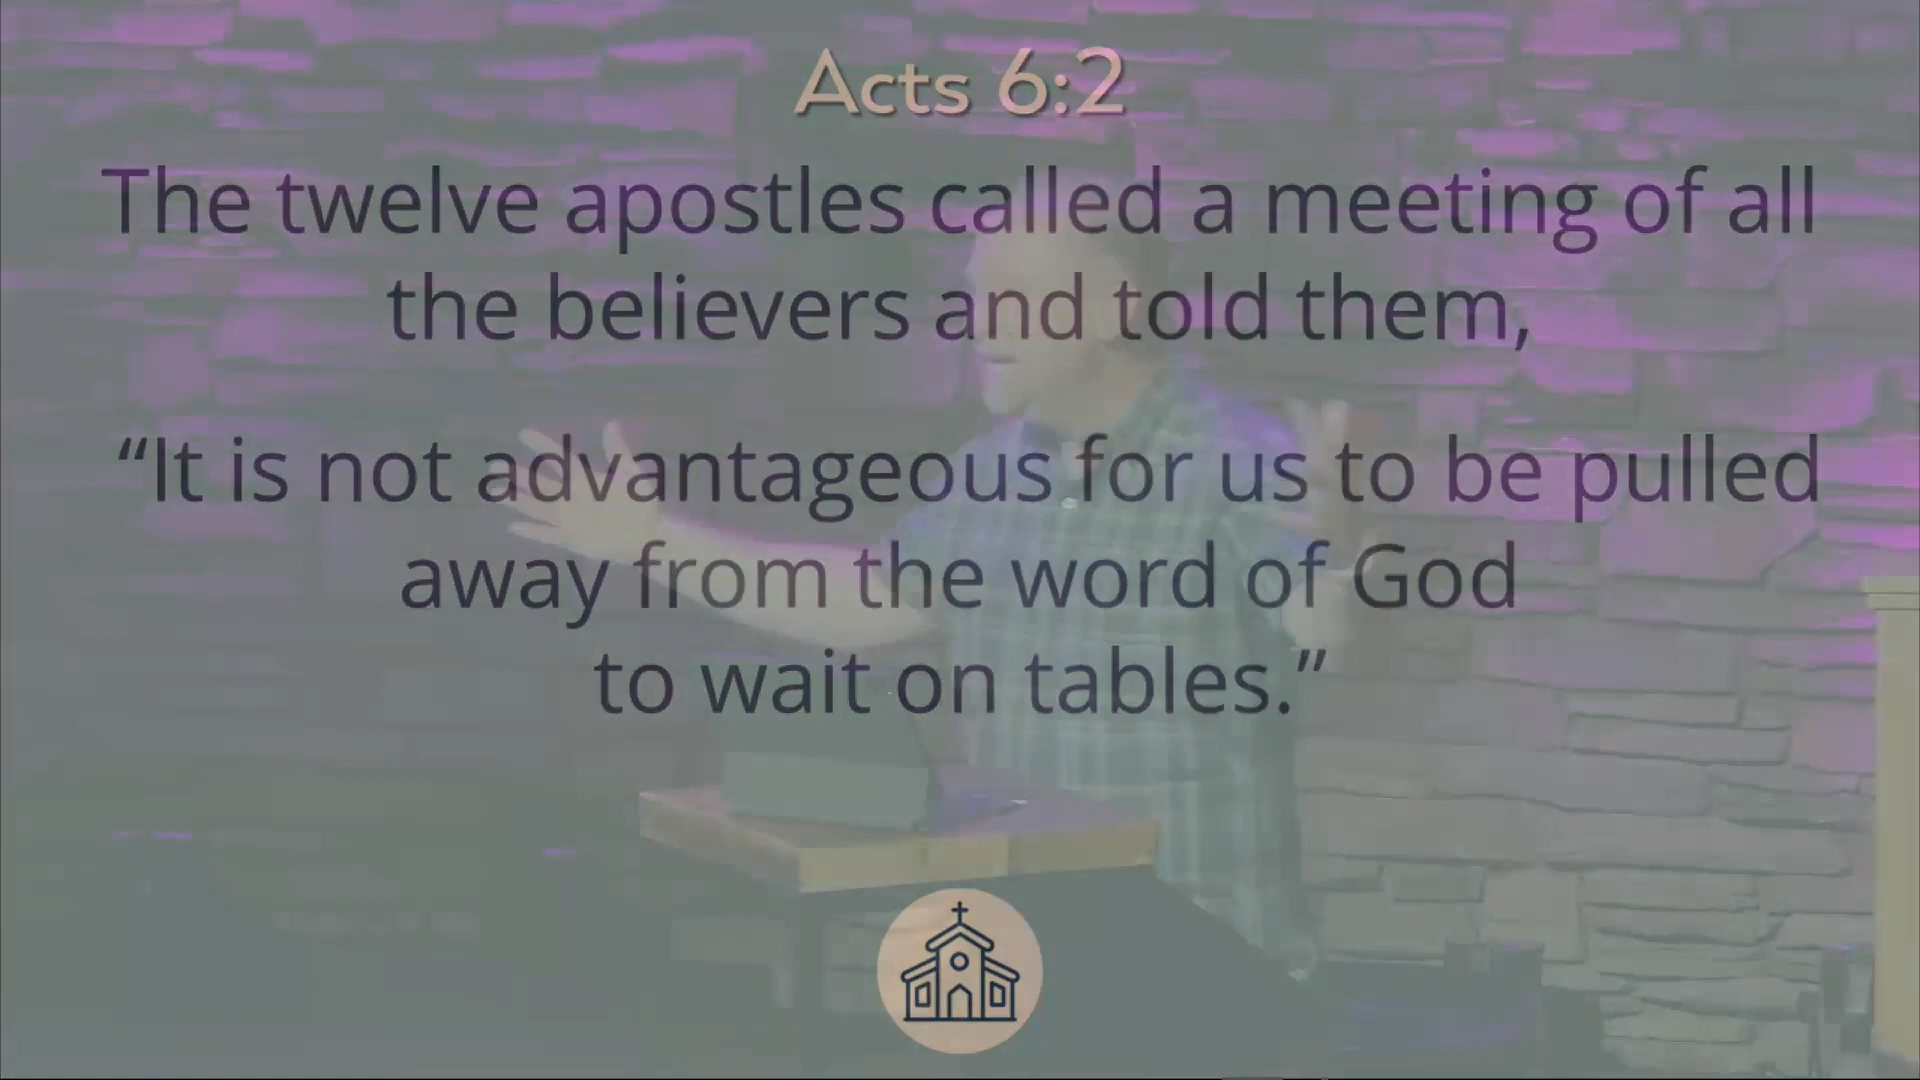 Acts 6:2
The twelve apostles called a meeting of all
the believers and told them,
“It is not advantageous for us to be pulled
away from the word of God
to wait on tables.”